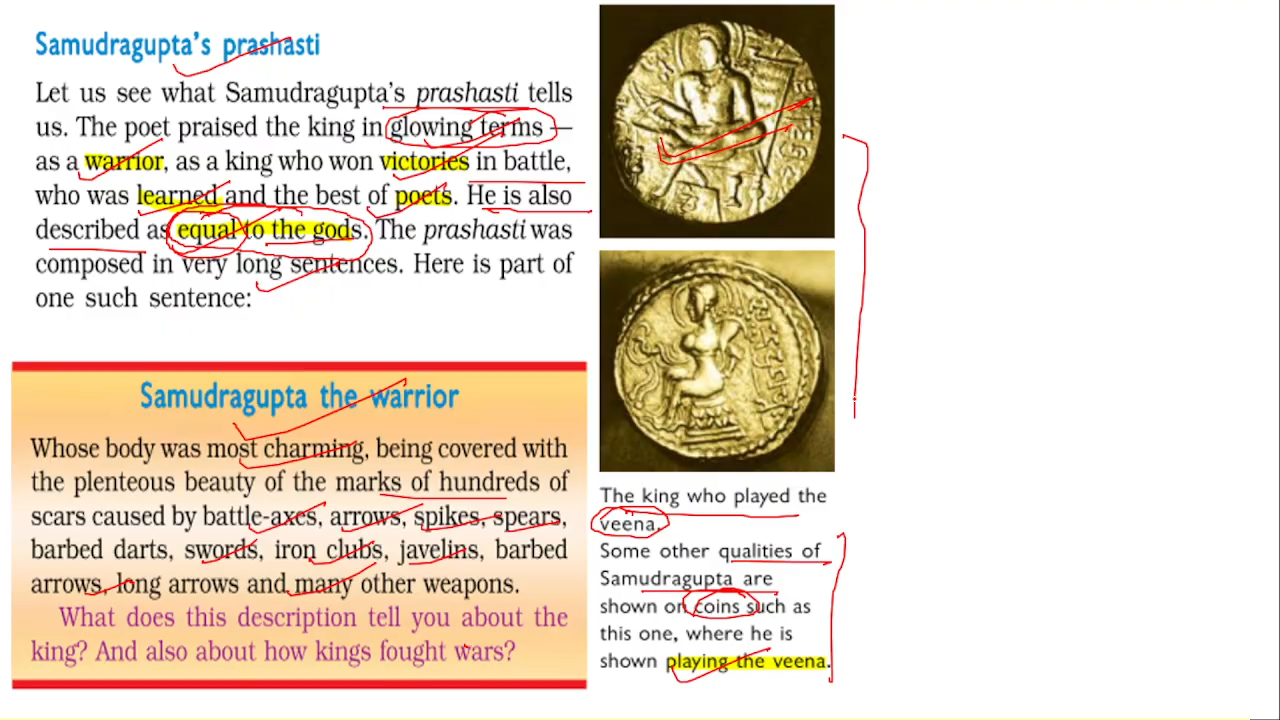 Samudragupta's prashasti
Let us see what Samudragupta's prashasti tells
us. The poet praised the king in glowing terms —
as a warrior, as a king who won victories in battle,
who was learned and the best of poets. He is also
described as equal to the gods. The prashasti was
composed in very long sentences. Here is part of
one such sentence:
Samudragupta the warrior
Whose body was most charming, being covered with
the plenteous beauty of the marks of hundreds of
scars caused by battle-axes, arrows, spikes, spears,
barbed darts, swords, iron clubs, javelins, barbed
arrows, long arrows and many other weapons.
What does this description tell you about the
king? And also about how kings fought wars?
The king who played the
veena.
Some other qualities of
Samudragupta are
shown on coins such as
this one, where he is
shown playing the veena.